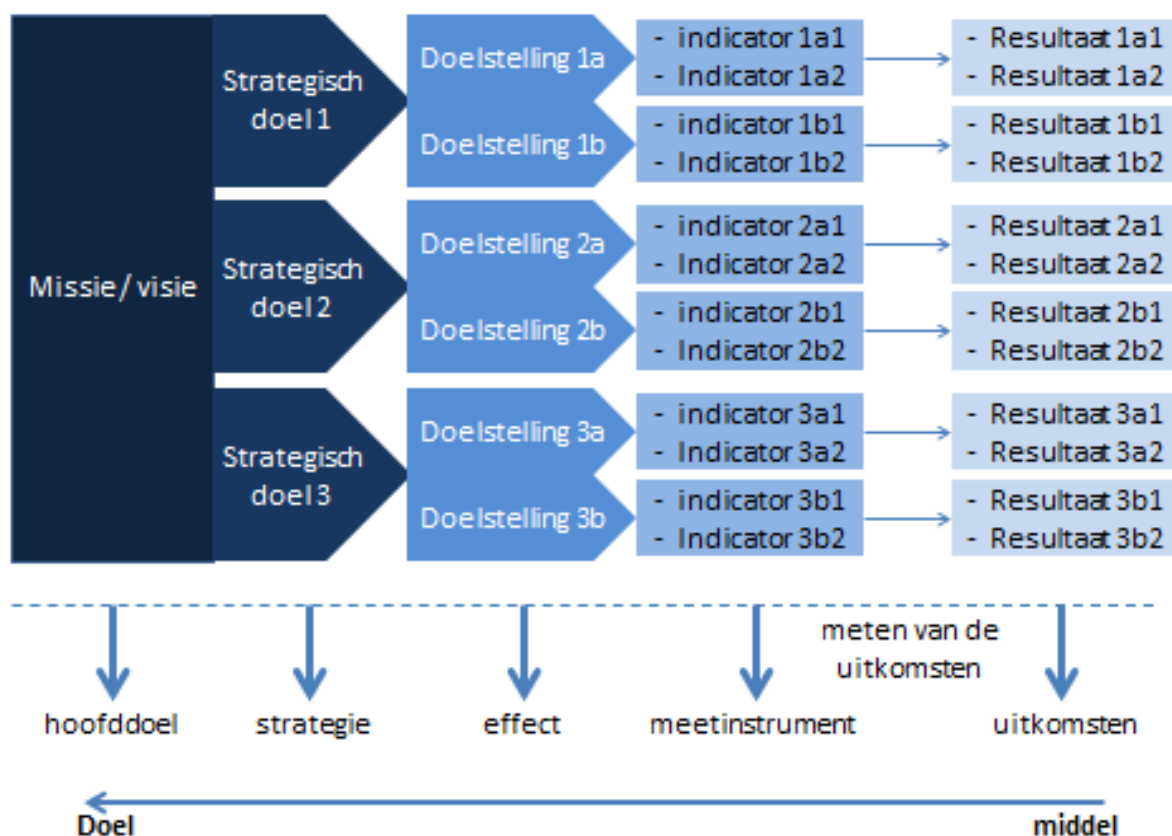 Missie / visie
Strategisch
doel 1
Doelstelling 1a
Doelstelling 1b
- indicator 1a1
- Indicator 1a2
- indicator 1b1
- Indicator 1b2
- Resultaat 1a1
- Resultaat 1a2
- Resultaat 1b1
- Resultaat 1b2
Strategisch
doel 2
Doelstelling 2a
Doelstelling 2b
- indicator 2a1
- Indicator 2a2
- indicator 2b1
- Indicator 2b2
- Resultaat 2a1
- Resultaat 2a2
- Resultaat 2b1
- Resultaat 2b2
Strategisch
doel 3
Doelstelling 3a
Doelstelling 3b
- indicator 3a1
- Indicator 3a2
- indicator 3b1
- Indicator 3b2
- Resultaat 3a1
- Resultaat 3a2
- Resultaat 3b1
- Resultaat 3b2
meten van de
uitkomsten
hoofddoel
strategie
effect
meetinstrument
uitkomsten
Doel
middel